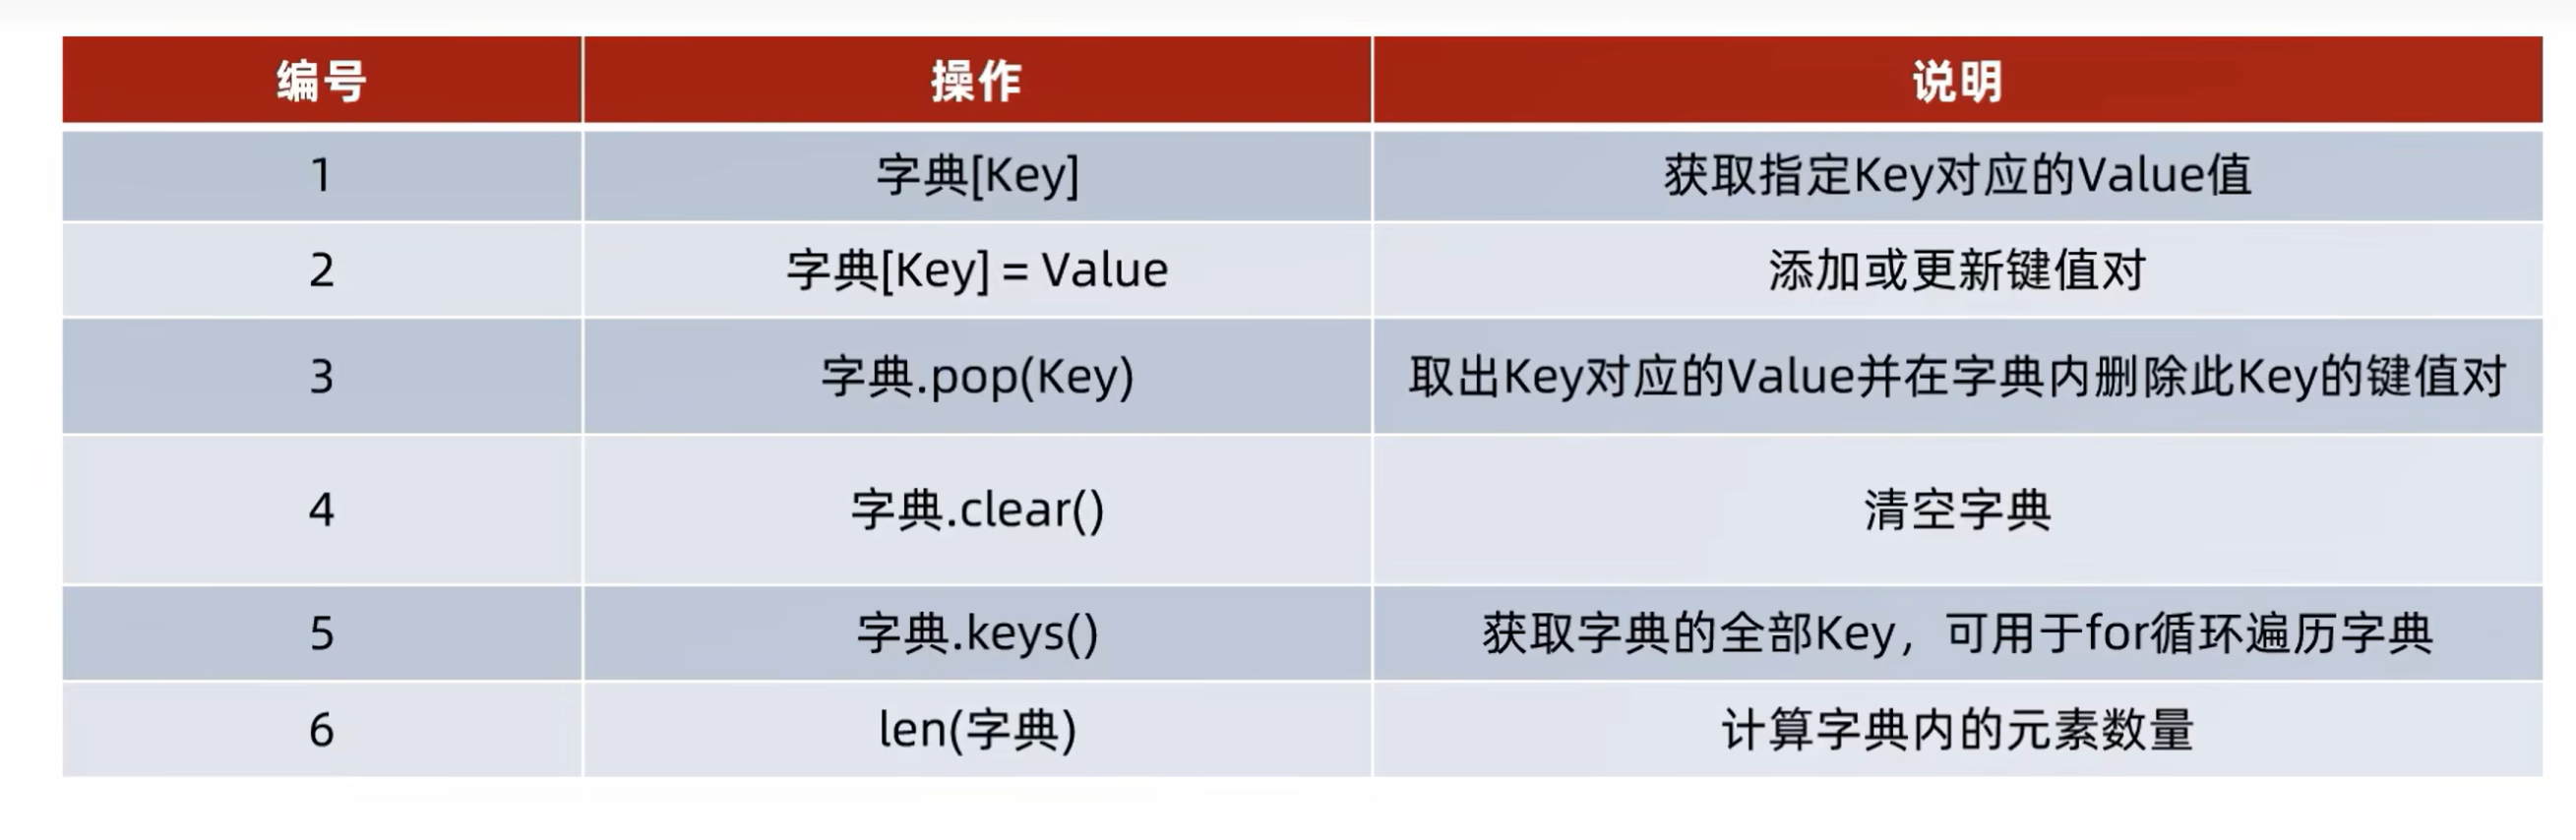 编号 操作 说明
1 字典[Key] 获取指定Key对应的Value值
2 字典[Key] = Value 添加或更新键值对
3 字典.pop(Key) 取出Key对应的Value并在字典内删除此Key的键值对
4 字典.clear() 清空字典
5 字典.keys() 获取字典的全部Key，可用于for循环遍历字典
6 len(字典) 计算字典内的元素数量